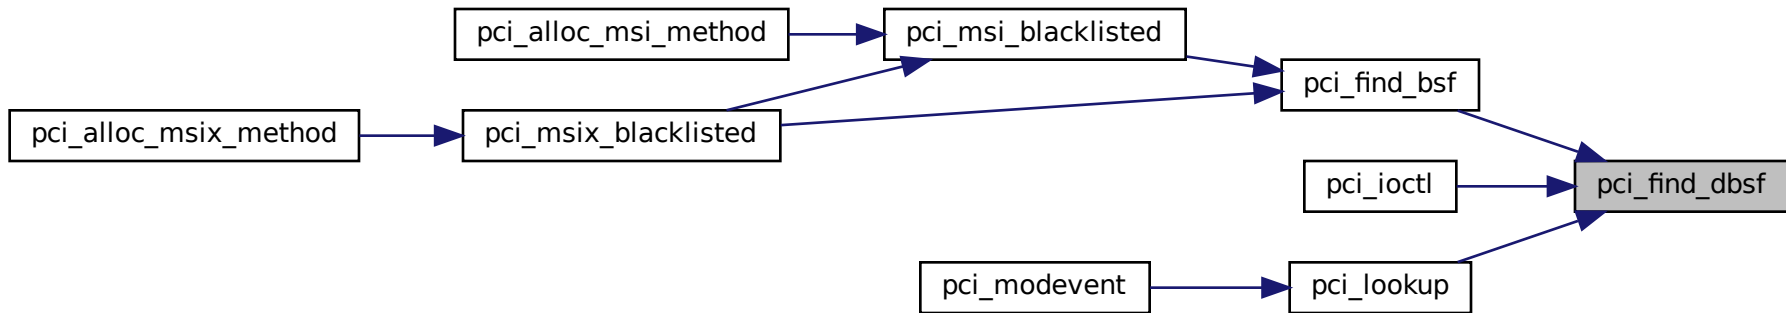 pci_alloc_msi_method
pci_msi_blacklisted
pci_find_bsf
pci_alloc_msix_method
pci_msix_blacklisted
pci_ioctl
pci_find_dbsf
pci_modevent
pci_lookup